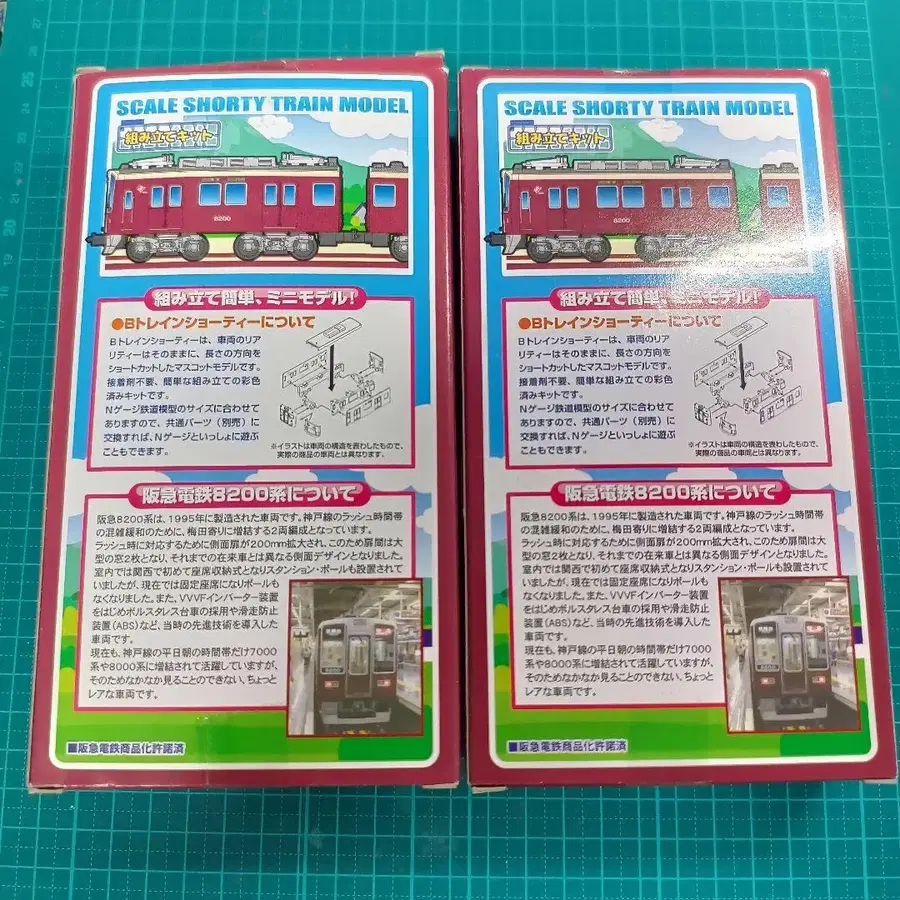 SCALE SHORTY TRAIN MODEL
組み立てキット
8200
組み立て簡単、ミニモデル!
●Bトレインショーティーについて
Bトレインショーティーは、車両のリア
リティーはそのままに、長さの方向を
ショートカットしたマスコットモデルです。
接着剤不要、簡単な組み立ての彩色
済みキットです。
Nゲージ鉄道模型のサイズに合わせて
ありますので、共通パーツ(別売)に
交換すれば、Nゲージといっしょに遊ぶ
こともできます。
※イラストは車両の構造を表わしたもので、
実際の商品の車両とは異なります。
阪急電鉄8200系について
阪急8200系は、1995年に製造された車両です。神戸線のラッシュ時間帯
の混雑緩和のために、梅田寄りに増結する2両編成となっています。
ラッシュ時に対応するために側面扉が200mm拡大され、このため扉間は大
型の窓2枚となり、それまでの在来車とは異なる側面デザインとなりました。
室内では関西で初めて座席収納式となりスタンション・ポールも設置されて
いましたが、現在では固定座席になりポールも
なくなりました。また、VVVFインバーター装置
をはじめボルスタレス台車の採用や滑走防止
装置(ABS)など、当時の先進技術を導入した
車両です。
現在も、神戸線の平日朝の時間帯だけ7000
系や8000系に増結されて活躍していますが、
そのためなかなか見ることのできない、ちょっと
レアな車両です。
■阪急電鉄商品化許諾済
SCALE SHORTY TRAIN MODEL
組み立てキット
8200
組み立て簡単、ミニモデル!
●Bトレインショーティーについて
Bトレインショーティーは、車両のリア
リティーはそのままに、長さの方向を
ショートカットしたマスコットモデルです。
接着剤不要、簡単な組み立ての彩色
済みキットです。
Nゲージ鉄道模型のサイズに合わせて
ありますので、共通パーツ(別売)に
交換すれば、Nゲージといっしょに遊ぶ
こともできます。
※イラストは車両の構造を表わしたもので、
実際の商品の車両とは異なります。
阪急電鉄8200系について
阪急8200系は、1995年に製造された車両です。神戸線のラッシュ時間帯
の混雑緩和のために、梅田寄りに増結する2両編成となっています。
ラッシュ時に対応するために側面扉が200mm拡大され、このため扉間は大
型の窓2枚となり、それまでの在来車とは異なる側面デザインとなりました。
室内では関西で初めて座席収納式となりスタンション・ポールも設置されて
いましたが、現在では固定座席になりポールも
なくなりました。また、VVVFインバーター装置
をはじめボルスタレス台車の採用や滑走防止
装置(ABS)など、当時の先進技術を導入した
車両です。
現在も、神戸線の平日朝の時間帯だけ7000
系や8000系に増結されて活躍していますが、
そのためなかなか見ることのできない、ちょっと
レアな車両です。
■阪急電鉄商品化許諾済